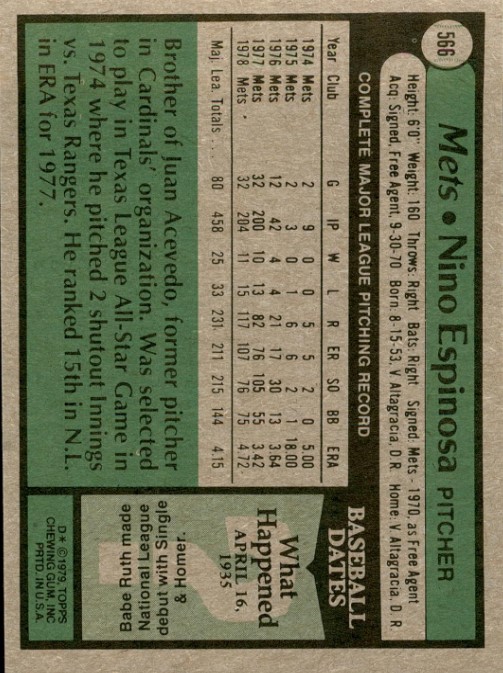 566
Mets • Nino Espinosa PITCHER
Height: 6'0" Weight: 160 Throws: Right Bats: Right Signed: Mets - 1970, as Free Agent
Acq: Signed, Free Agent, 9-30-70 Born: 8-15-53, V Altagracia, D R Home: V Altagracia, D R
COMPLETE MAJOR LEAGUE PITCHING RECORD
Year Club G IP W L R ER SO BB ERA
1974 Mets 2 9 0 0 5 5 2 0 5.00
1975 Mets 2 3 0 1 6 6 2 1 18.00
1976 Mets 12 42 4 4 21 17 30 13 3.64
1977 Mets 32 200 10 13 82 76 105 55 3.42
1978 Mets 32 204 11 15 117 107 76 75 4.72
Maj. Lea. Totals 80 458 25 33 231 211 215 144 4.15
Brother of Juan Acevedo, former pitcher
in Cardinals' organization. Was selected
to play in Texas League All-Star Game in
1974 where he pitched 2 shutout innings
vs. Texas Rangers. He ranked 15th in N.L.
in ERA for 1977.
BASEBALL
DATES
What
Happened
APRIL 16,
1935
?
Babe Ruth made
National League
debut with Single
& Homer.
D* © 1979, TOPPS
CHEWING GUM, INC
PRTD. IN U.S.A.